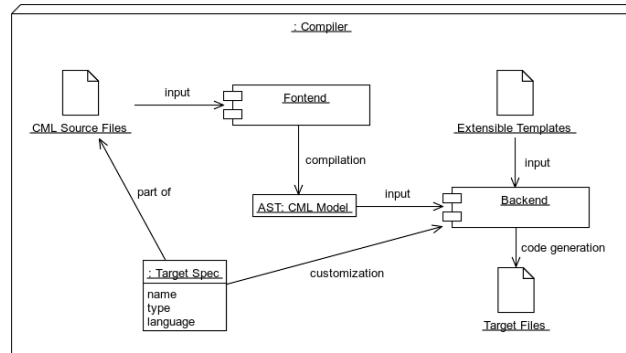 : Compiler
input
Fontend
CML Source Files
Extensible Templates
compilation
input
part of
AST: CML Model
input
Backend
: Target Spec
customization
code generation
name
type
language
Target Files